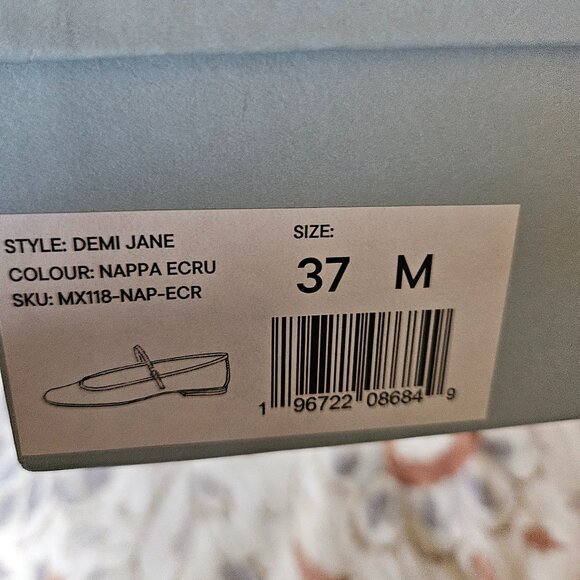 STYLE: DEMI JANE
COLOUR: NAPPA ECRU
SKU: MX118-NAP-ECR
SIZE:
37 M
1 96722 08684 9